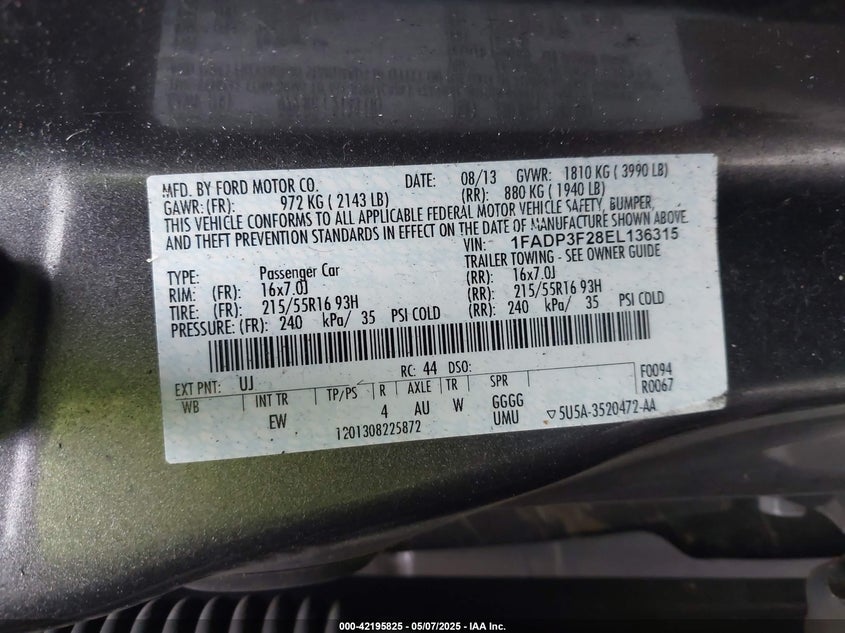 MFD. BY FORD MOTOR CO. DATE: 08/13 GVWR: 1810 KG ( 3990 LB)
GAWR: (FR): 972 KG ( 2143 LB) (RR): 880 KG ( 1940 LB)
THIS VEHICLE CONFORMS TO ALL APPLICABLE FEDERAL MOTOR VEHICLE SAFETY, BUMPER,
AND THEFT PREVENTION STANDARDS IN EFFECT ON THE DATE OF MANUFACTURE SHOWN ABOVE.
VIN: 1FADP3F28EL136315
TRAILER TOWING - SEE OWNER GUIDE
TYPE: Passenger Car
RIM: (FR): 16x7.0J (RR): 16x7.0J
TIRE: (FR): 215/55R16 93H (RR): 215/55R16 93H
PRESSURE: (FR): 240 kPa/ 35 PSI COLD (RR): 240 kPa/ 35 PSI COLD
RC: 44 DSO:
EXT PNT: UJ F0094
R0067
WB INT TR TP/PS R AXLE TR SPR
EW 4 AU W GGGG
UMU
1201308225872
5U5A-3520472-AA
000-42195825 - 05/07/2025 - IAA Inc.